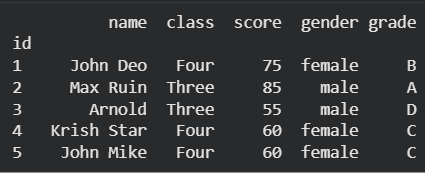 name class score gender grade
id
1 John Deo Four 75 female B
2 Max Ruin Three 85 male A
3 Arnold Three 55 male D
4 Krish Star Four 60 female C
5 John Mike Four 60 female C